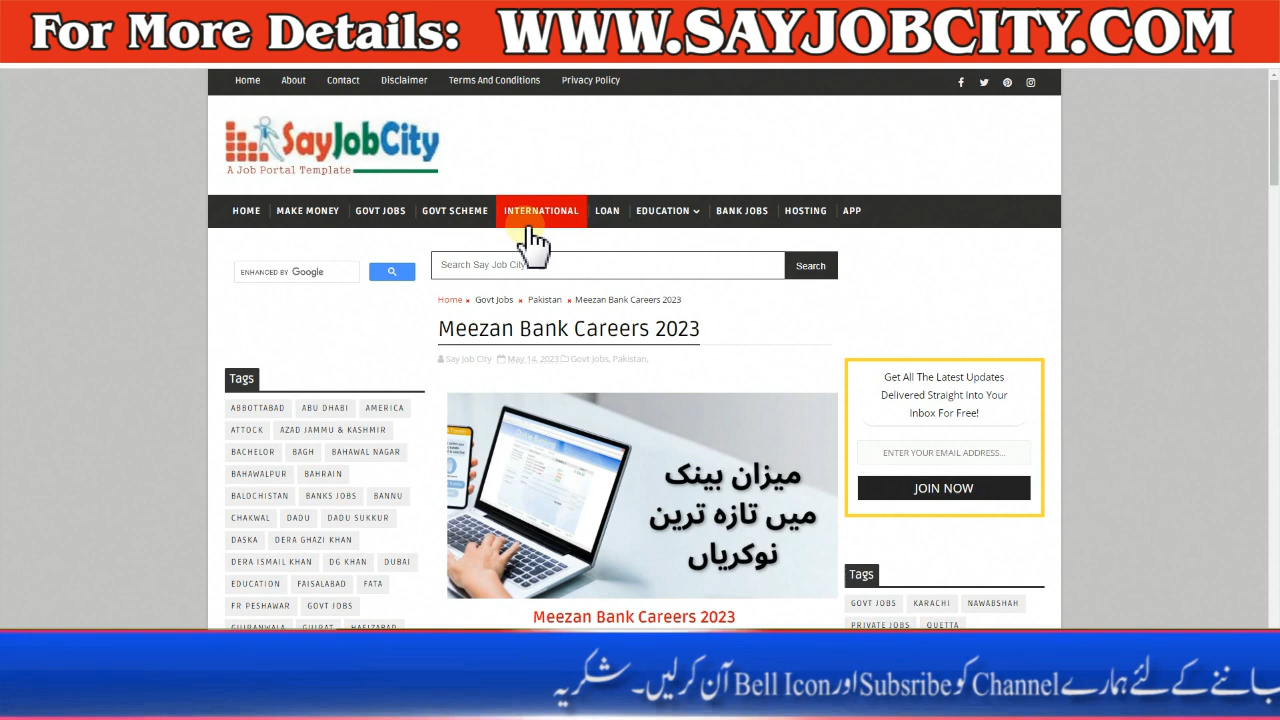 For More Details: WWW.SAYJOBCITY.COM
Home About Contact Disclaimer Terms And Conditions Privacy Policy
SayJobCity
A Job Portal Template
HOME MAKE MONEY GOVT JOBS GOVT SCHEME INTERNATIONAL LOAN EDUCATION BANK JOBS HOSTING APP
ENHANCED BY Google
Search Say Job City
Search
Home Govt Jobs Pakistan Meezan Bank Careers 2023
Meezan Bank Careers 2023
Say Job City May 14, 2023 Govt Jobs, Pakistan,
Tags
ABBOTTABAD ABU DHABI AMERICA
ATTOCK AZAD JAMMU & KASHMIR
BACHELOR BAGH BAHAWAL NAGAR
BAHAWALPUR BAHRAIN
BALOCHISTAN BANKS JOBS BANNU
CHAKWAL DADU DADU SUKKUR
DASKA DERA GHAZI KHAN
DERA ISMAIL KHAN DG KHAN DUBAI
EDUCATION FAISALABAD FATA
FR PESHAWAR GOVT JOBS
GUJRANWALA GUJRAT HAFIZABAD
میزان بینک
میں تازہ ترین
نوکریاں
Meezan Bank Careers 2023
Get All The Latest Updates
Delivered Straight Into Your
Inbox For Free!
ENTER YOUR EMAIL ADDRESS...
JOIN NOW
Tags
GOVT JOBS KARACHI NAWABSHAH
PRIVATE JOBS QUETTA
جاننے کے لئے ہمارے Channel کو Subsribe اور Bell Icon آن کرلیں۔ شکریہ